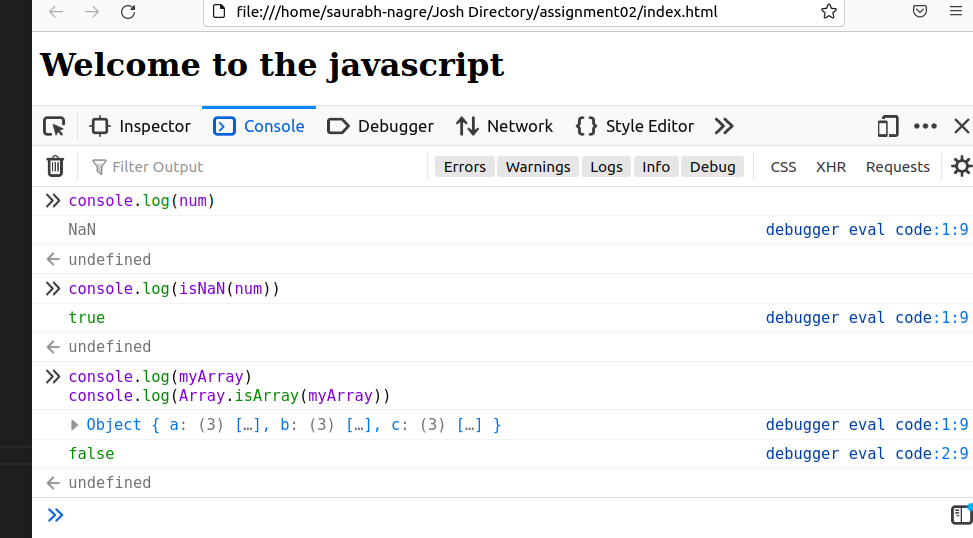 file:///home/saurabh-nagre/Josh Directory/assignment02/index.html
Welcome to the javascript
Inspector Console Debugger Network Style Editor
Filter Output Errors Warnings Logs Info Debug CSS XHR Requests
console.log(num)
NaN debugger eval code:1:9
undefined
console.log(isNaN(num))
true debugger eval code:1:9
undefined
console.log(myArray)
console.log(Array.isArray(myArray))
Object { a: (3) […], b: (3) […], c: (3) […] } debugger eval code:1:9
false debugger eval code:2:9
undefined